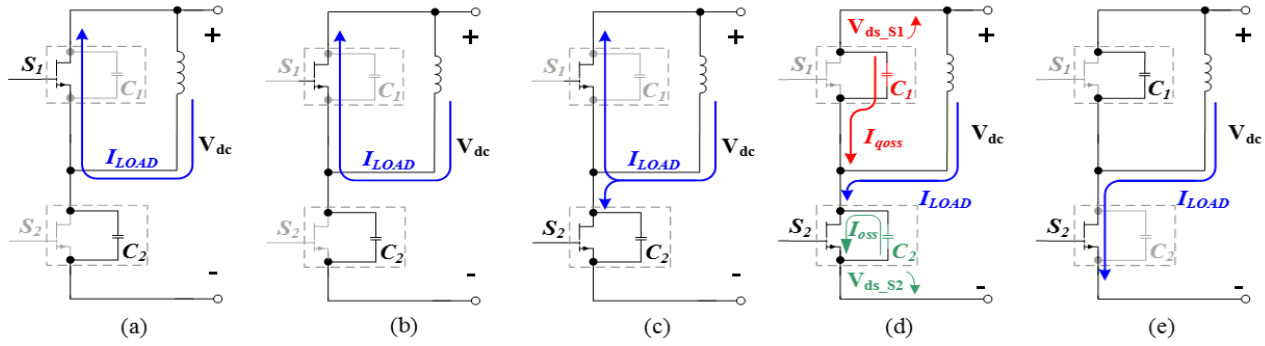 +
S1
C1
ILOAD
Vdc
S2
C2
-
(a)
+
S1
C1
ILOAD
Vdc
S2
C2
-
(b)
+
S1
C1
ILOAD
Vdc
S2
C2
-
(c)
Vds_S1
+
S1
C1
Iqoss
Vdc
ILOAD
S2
Ioss
C2
Vds_S2
-
(d)
+
S1
C1
Vdc
ILOAD
S2
C2
-
(e)